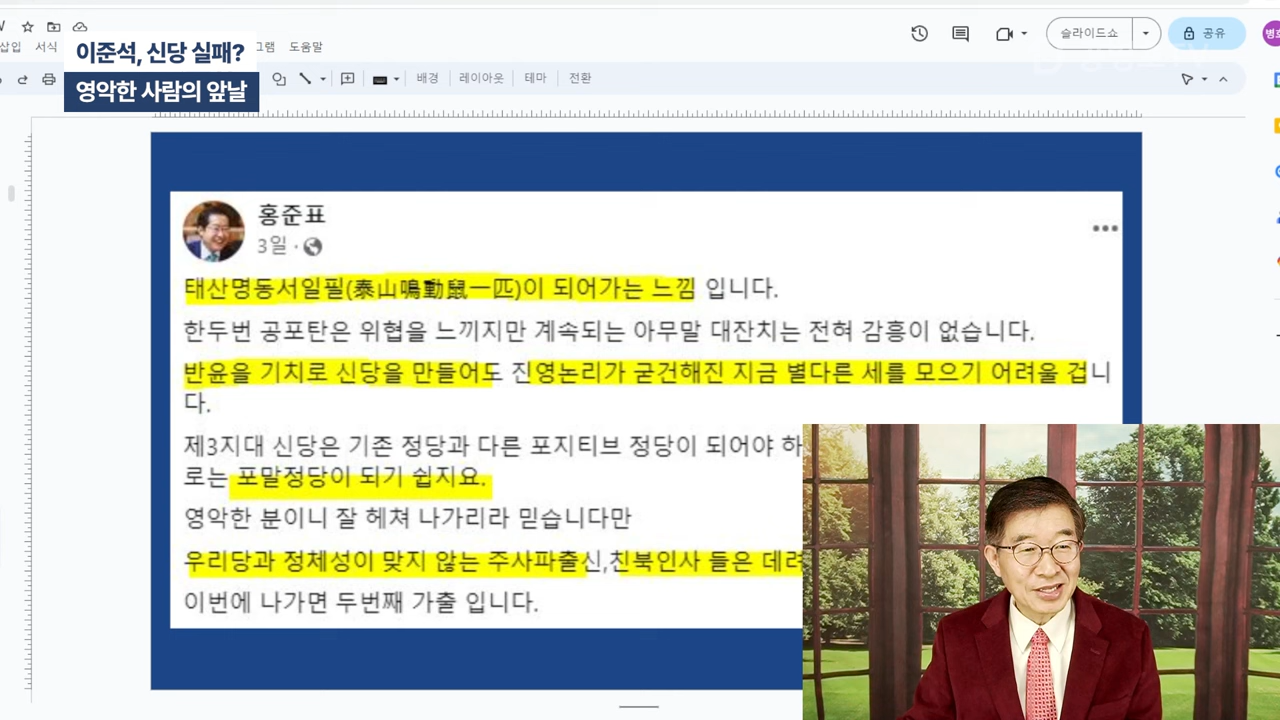 삽입
서식
도움말
슬라이드쇼
공유
이준석, 신당 실패?
영악한 사람의 앞날
배경
레이아웃
테마
전환
홍준표
3일 ·
태산명동서일필(泰山鳴動鼠一匹)이 되어가는 느낌 입니다.
한두번 공포탄은 위협을 느끼지만 계속되는 아무말 대잔치는 전혀 감흥이 없습니다.
반윤을 기치로 신당을 만들어도 진영논리가 굳건해진 지금 별다른 세를 모으기 어려울 겁니
다.
제3지대 신당은 기존 정당과 다른 포지티브 정당이 되어야 하
로는 포말정당이 되기 쉽지요.
영악한 분이니 잘 헤쳐 나가리라 믿습니다만
우리당과 정체성이 맞지 않는 주사파출신,친북인사 들은 데려
이번에 나가면 두번째 가출 입니다.